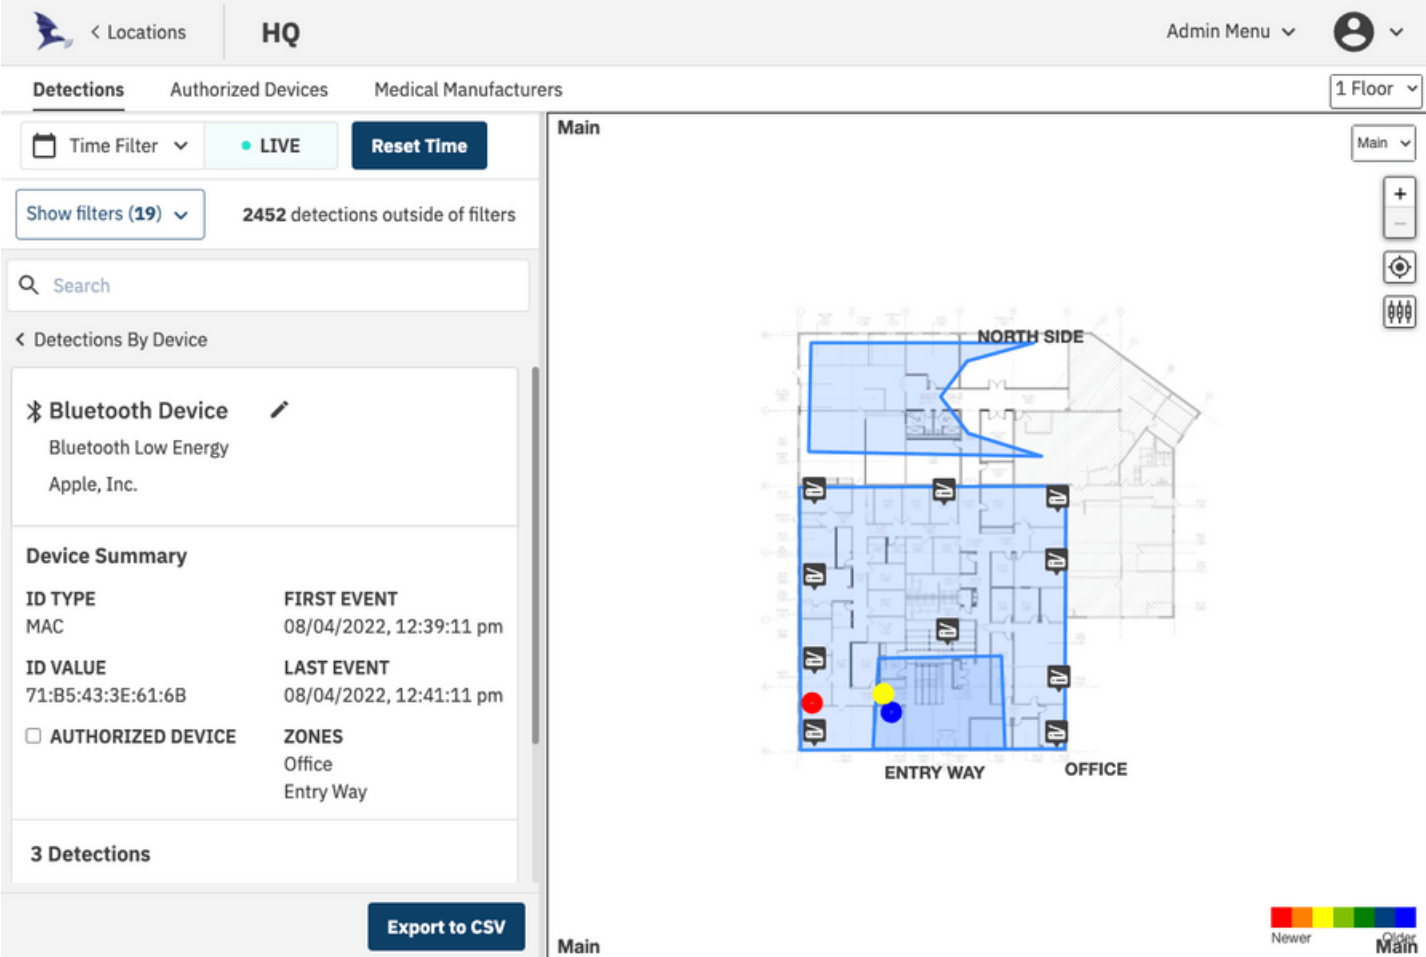 Locations
HQ
Admin Menu
Detections
Authorized Devices
Medical Manufacturers
1 Floor
Time Filter
LIVE
Reset Time
Main
Main
Show filters (19)
2452 detections outside of filters
+
−
Search
Detections By Device
Bluetooth Device
Bluetooth Low Energy
Apple, Inc.
Device Summary
ID TYPE
MAC
FIRST EVENT
08/04/2022, 12:39:11 pm
ID VALUE
71:B5:43:3E:61:6B
LAST EVENT
08/04/2022, 12:41:11 pm
AUTHORIZED DEVICE
ZONES
Office
Entry Way
3 Detections
Export to CSV
NORTH SIDE
ENTRY WAY
OFFICE
Newer
Older
Main
Main